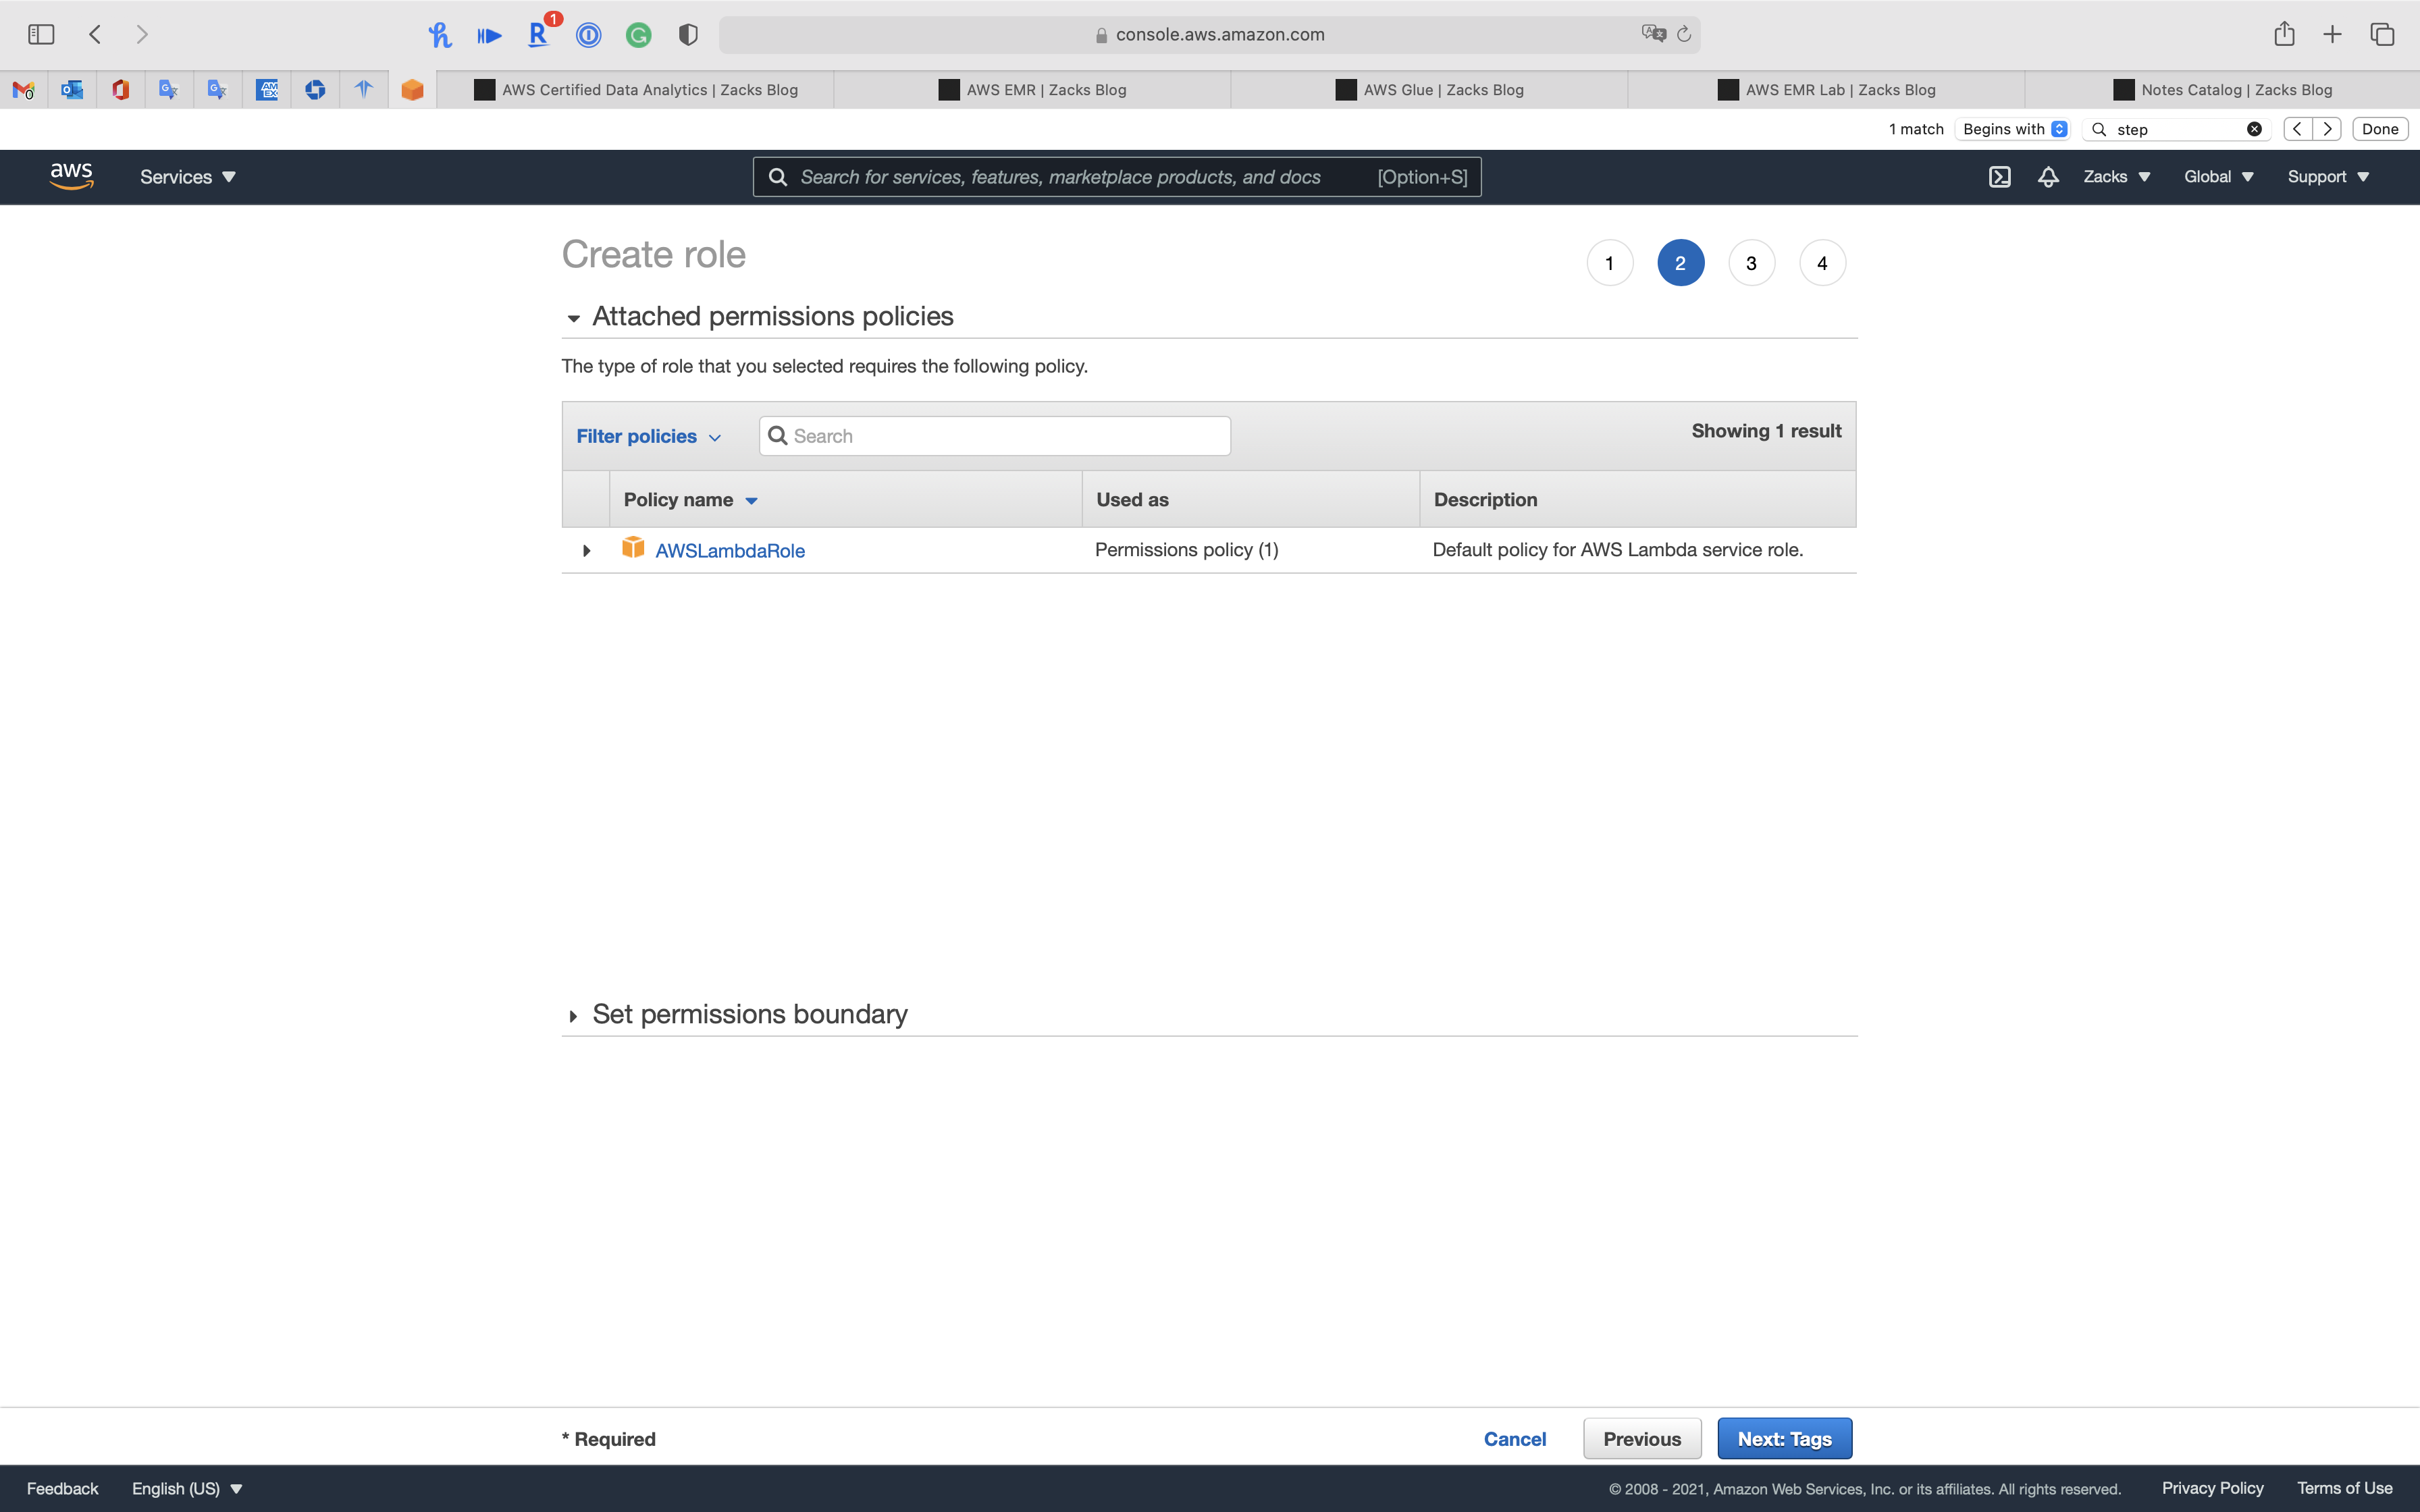 1
console.aws.amazon.com
AWS Certified Data Analytics | Zacks Blog
AWS EMR | Zacks Blog
AWS Glue | Zacks Blog
AWS EMR Lab | Zacks Blog
Notes Catalog | Zacks Blog
1 match
Begins with
step
Done
aws
Services
Search for services, features, marketplace products, and docs
[Option+S]
Zacks
Global
Support
Create role
1
2
3
4
Attached permissions policies
The type of role that you selected requires the following policy.
Filter policies
Search
Showing 1 result
Policy name
Used as
Description
AWSLambdaRole
Permissions policy (1)
Default policy for AWS Lambda service role.
Set permissions boundary
* Required
Cancel
Previous
Next: Tags
Feedback
English (US)
© 2008 - 2021, Amazon Web Services, Inc. or its affiliates. All rights reserved.
Privacy Policy
Terms of Use